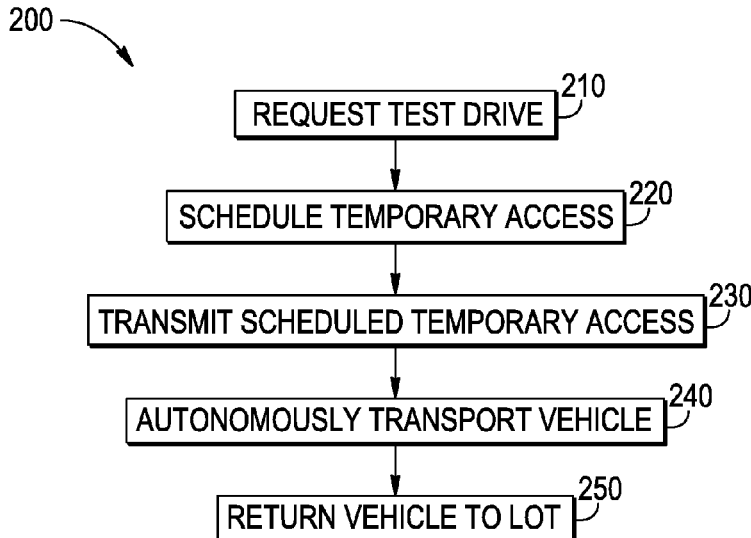 200
REQUEST TEST DRIVE 210
SCHEDULE TEMPORARY ACCESS 220
TRANSMIT SCHEDULED TEMPORARY ACCESS 230
AUTONOMOUSLY TRANSPORT VEHICLE 240
RETURN VEHICLE TO LOT 250